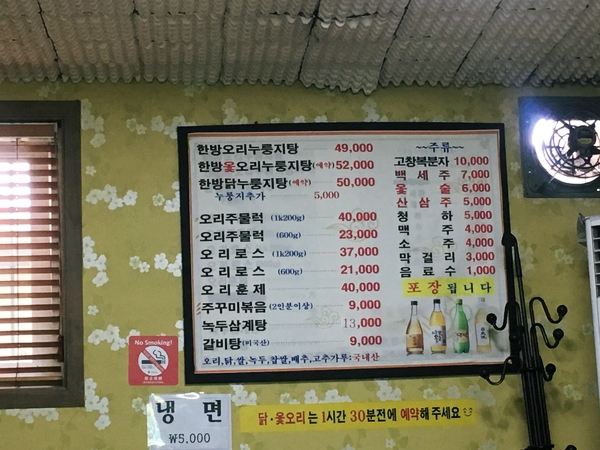 한방오리누룽지탕 49,000
한방옻오리누룽지탕(예약) 52,000
한방닭누룽지탕(예약) 50,000
누룽지추가 5,000
오리주물럭 (1k200g) 40,000
오리주물럭 (600g) 23,000
오리로스 (1k200g) 37,000
오리로스 (600g) 21,000
오리훈제 40,000
주꾸미볶음(2인분이상) 9,000
녹두삼계탕 13,000
갈비탕(미국산) 9,000
오리,닭,쌀,녹두,찹쌀,배추,고추가루:국내산
~~주류~~
고창복분자 10,000
백세주 7,000
옻술 6,000
산삼주 5,000
청하 5,000
맥주 4,000
소주 4,000
막걸리 3,000
음료수 1,000
포장됩니다
No Smoking!
냉면
₩5,000
닭·옻오리는 1시간 30분전에 예약해 주세요